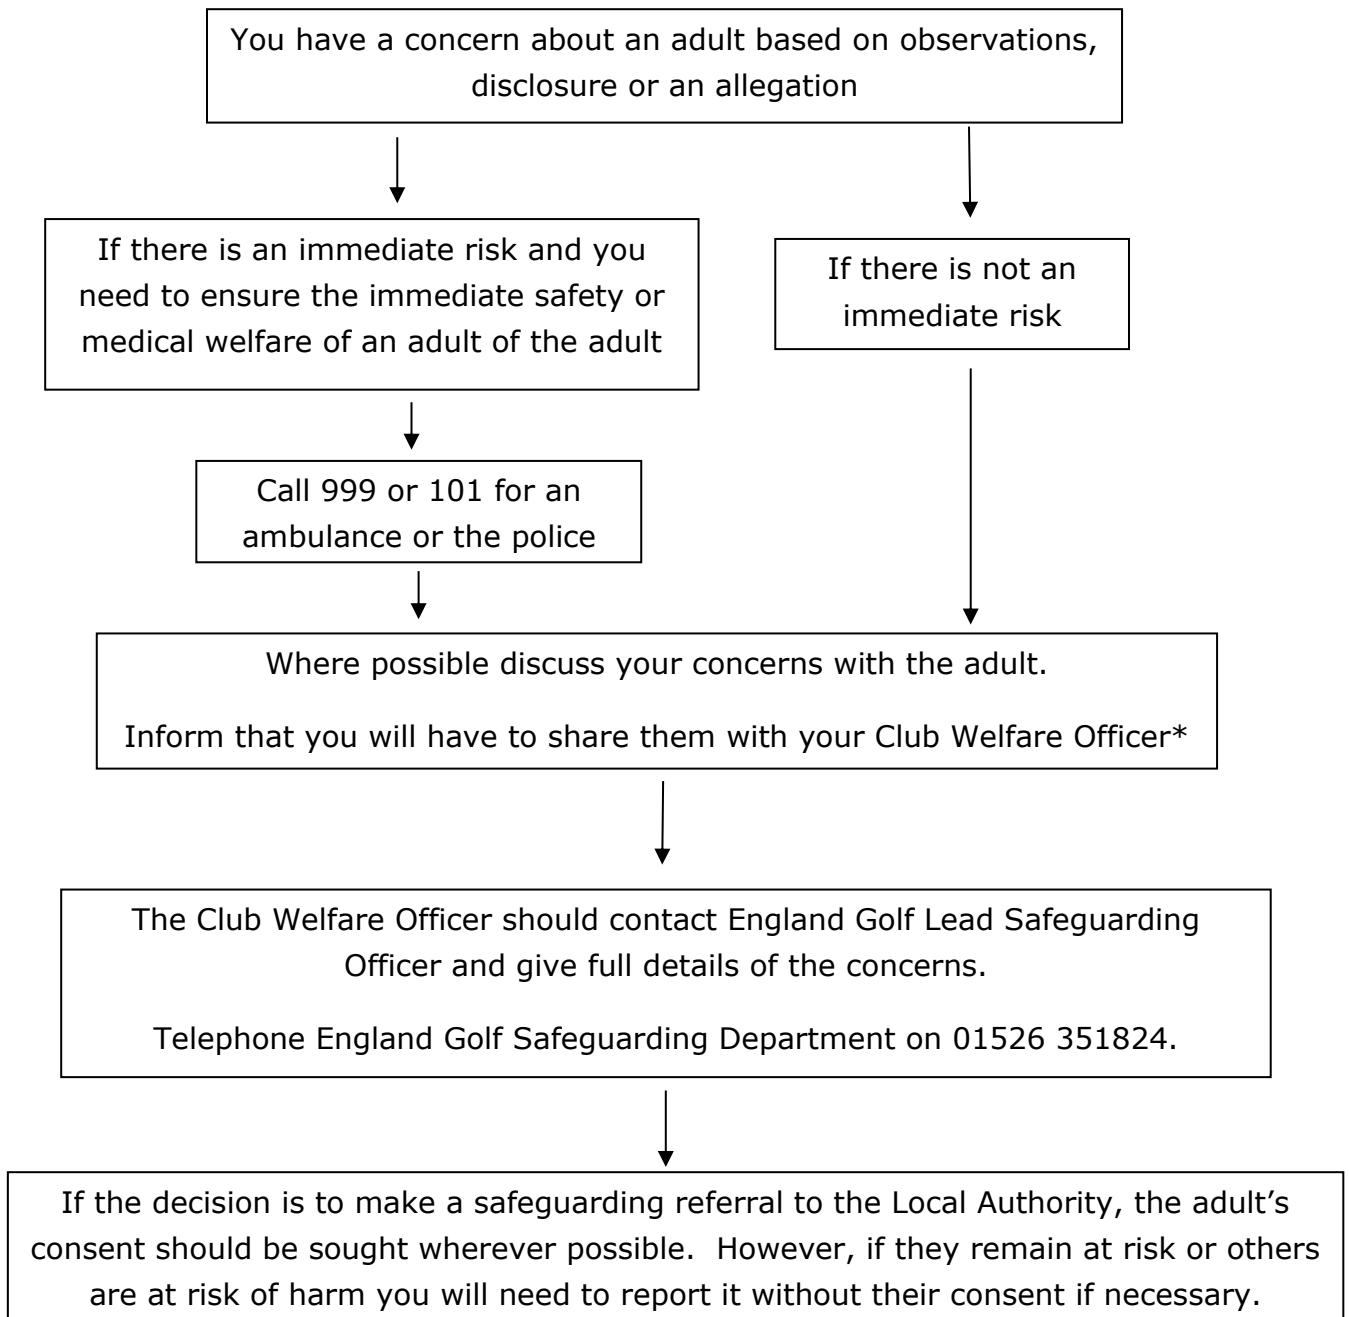 You have a concern about an adult based on observations,
disclosure or an allegation
If there is an immediate risk and you
need to ensure the immediate safety or
medical welfare of an adult of the adult
If there is not an
immediate risk
Call 999 or 101 for an
ambulance or the police
Where possible discuss your concerns with the adult.
Inform that you will have to share them with your Club Welfare Officer*
The Club Welfare Officer should contact England Golf Lead Safeguarding
Officer and give full details of the concerns.
Telephone England Golf Safeguarding Department on 01526 351824.
If the decision is to make a safeguarding referral to the Local Authority, the adult’s
consent should be sought wherever possible.  However, if they remain at risk or others
are at risk of harm you will need to report it without their consent if necessary.